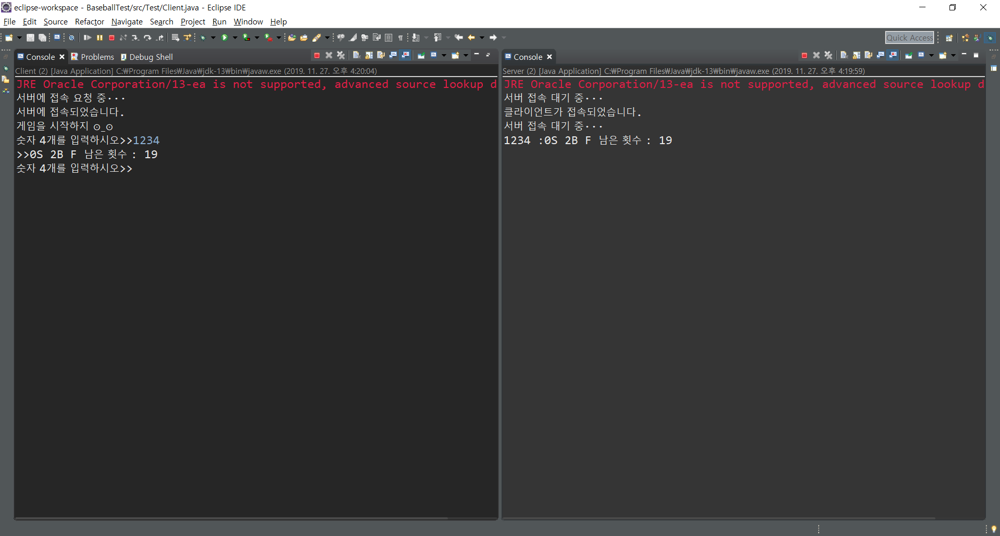 eclipse-workspace - BaseballTest/src/Test/Client.java - Eclipse IDE
File Edit Source Refactor Navigate Search Project Run Window Help
Quick Access
Console Problems Debug Shell
Client (2) [Java Application] C:₩Program Files₩Java₩jdk-13₩bin₩javaw.exe (2019. 11. 27. 오후 4:20:04)
JRE Oracle Corporation/13-ea is not supported, advanced source lookup d
서버에 접속 요청 중···
서버에 접속되었습니다.
게임을 시작하지 ⊙_⊙
숫자 4개를 입력하시오>>1234
>>0S 2B F 남은 횟수 : 19
숫자 4개를 입력하시오>>
Console
Server (2) [Java Application] C:₩Program Files₩Java₩jdk-13₩bin₩javaw.exe (2019. 11. 27. 오후 4:19:59)
JRE Oracle Corporation/13-ea is not supported, advanced source lookup d
서버 접속 대기 중···
클라이언트가 접속되었습니다.
서버 접속 대기 중···
1234 :0S 2B F 남은 횟수 : 19